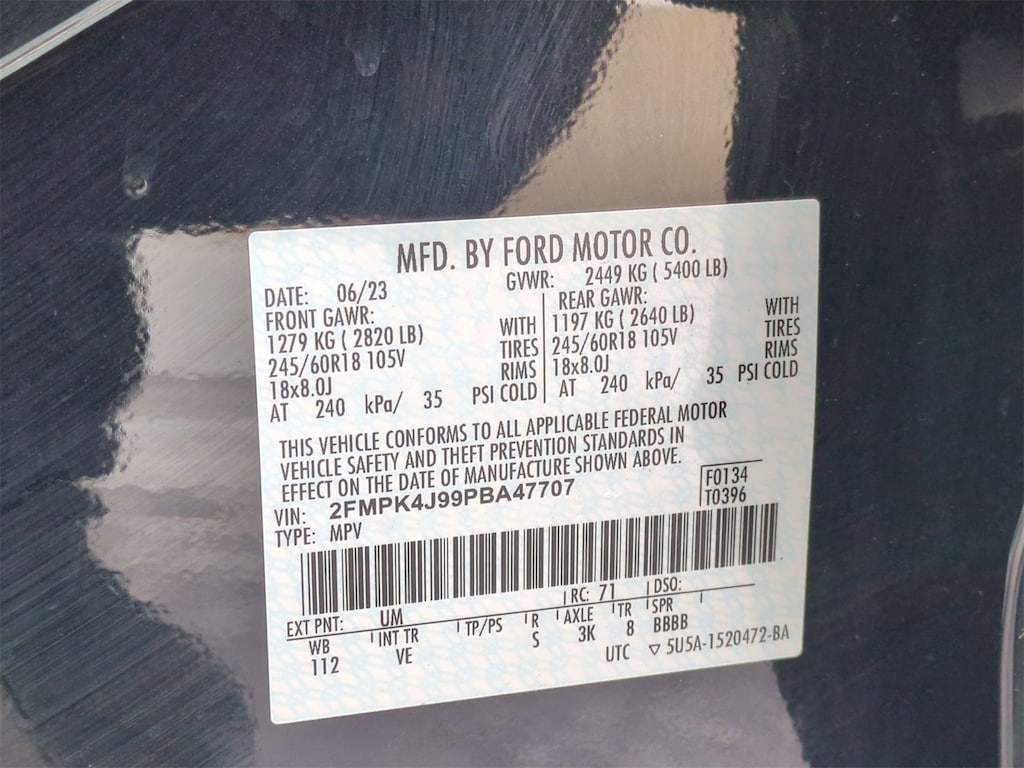 MFD. BY FORD MOTOR CO.
DATE: 06/23 GVWR: 2449 KG ( 5400 LB)
FRONT GAWR: REAR GAWR:
1279 KG ( 2820 LB) WITH 1197 KG ( 2640 LB) WITH
245/60R18 105V TIRES 245/60R18 105V TIRES
18x8.0J RIMS 18x8.0J RIMS
AT 240 kPa/ 35 PSI COLD AT 240 kPa/ 35 PSI COLD
THIS VEHICLE CONFORMS TO ALL APPLICABLE FEDERAL MOTOR
VEHICLE SAFETY AND THEFT PREVENTION STANDARDS IN
EFFECT ON THE DATE OF MANUFACTURE SHOWN ABOVE.
VIN: 2FMPK4J99PBA47707 F0134
TYPE: MPV T0396
EXT PNT: UM RC: 71 DSO:
WB INT TR TP/PS R AXLE TR SPR
112 VE S 3K 8 BBBB
UTC ▽ 5U5A-1520472-BA